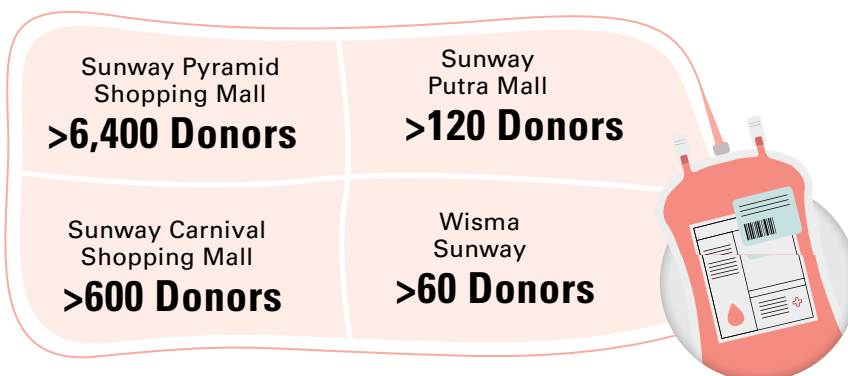 Sunway Pyramid
Shopping Mall
>6,400 Donors
Sunway
Putra Mall
>120 Donors
Sunway Carnival
Shopping Mall
>600 Donors
Wisma
Sunway
>60 Donors